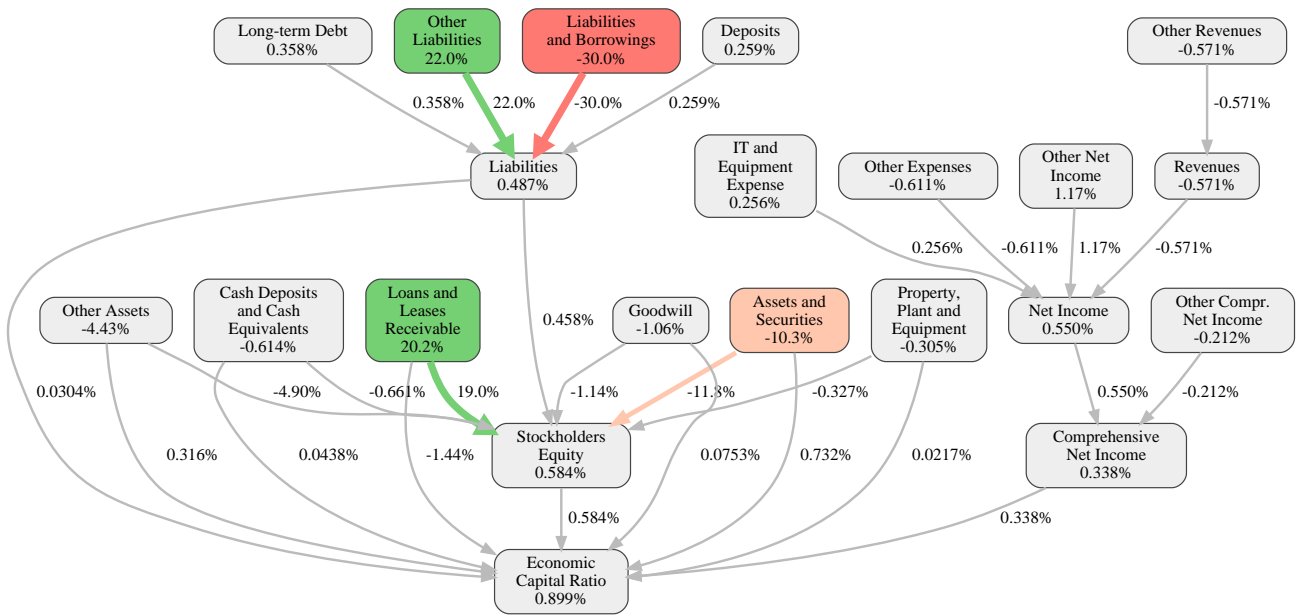 Long-term Debt
0.358%
Other
Liabilities
22.0%
Liabilities
and Borrowings
-30.0%
Deposits
0.259%
Other Revenues
-0.571%
0.358%
22.0%
-30.0%
0.259%
-0.571%
Liabilities
0.487%
IT and
Equipment
Expense
0.256%
Other Expenses
-0.611%
Other Net
Income
1.17%
Revenues
-0.571%
0.256%
-0.611%
1.17%
-0.571%
Other Assets
-4.43%
Cash Deposits
and Cash
Equivalents
-0.614%
Loans and
Leases
Receivable
20.2%
0.458%
Goodwill
-1.06%
Assets and
Securities
-10.3%
Property,
Plant and
Equipment
-0.305%
Net Income
0.550%
Other Compr.
Net Income
-0.212%
0.0304%
-4.90%
-0.661%
19.0%
-1.14%
-11.8%
-0.327%
0.550%
-0.212%
Stockholders
Equity
0.584%
Comprehensive
Net Income
0.338%
0.316%
0.0438%
-1.44%
0.0753%
0.732%
0.0217%
0.584%
0.338%
Economic
Capital Ratio
0.899%